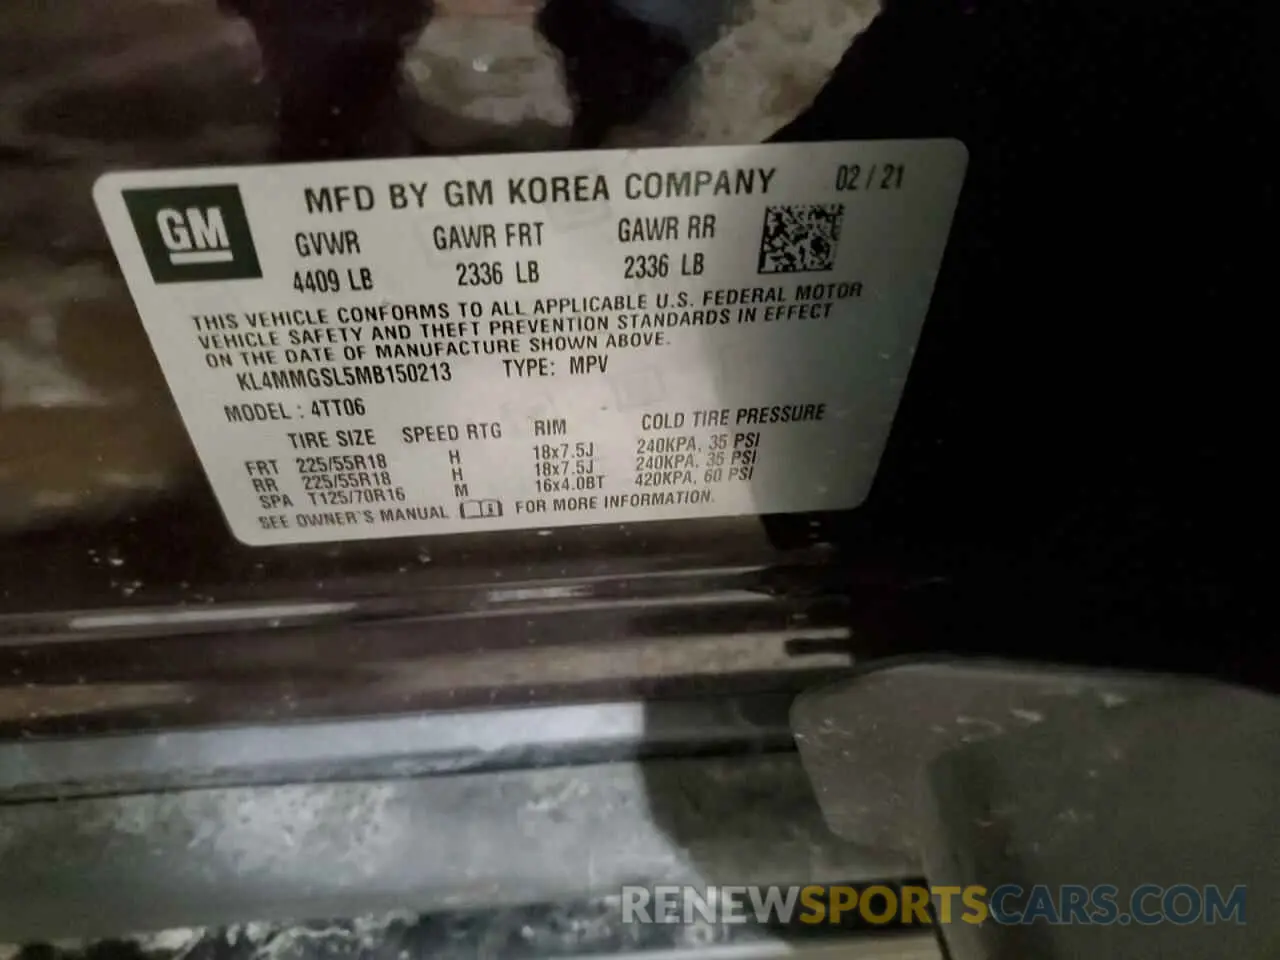 GM
MFD BY GM KOREA COMPANY 02 / 21
GVWR GAWR FRT GAWR RR
4409 LB 2336 LB 2336 LB
THIS VEHICLE CONFORMS TO ALL APPLICABLE U.S. FEDERAL MOTOR
VEHICLE SAFETY AND THEFT PREVENTION STANDARDS IN EFFECT
ON THE DATE OF MANUFACTURE SHOWN ABOVE.
KL4MMGSL5MB150213 TYPE: MPV
MODEL : 4TT06
TIRE SIZE SPEED RTG RIM COLD TIRE PRESSURE
FRT 225/55R18 H 18x7.5J 240KPA, 35 PSI
RR 225/55R18 H 18x7.5J 240KPA, 35 PSI
SPA T125/70R16 M 16x4.0BT 420KPA, 60 PSI
SEE OWNER'S MANUAL FOR MORE INFORMATION.
RENEWSPORTSCARS.COM